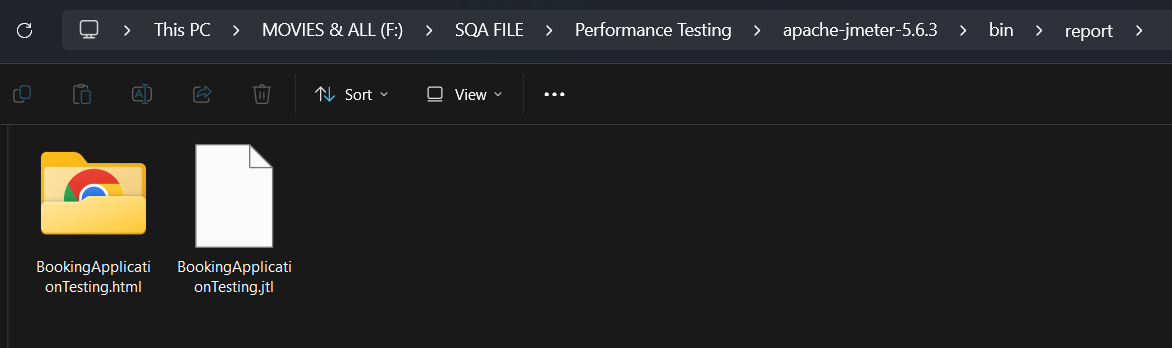 This PC > MOVIES & ALL (F:) > SQA FILE > Performance Testing > apache-jmeter-5.6.3 > bin > report >
Sort View
BookingApplicati
onTesting.html
BookingApplicati
onTesting.jtl